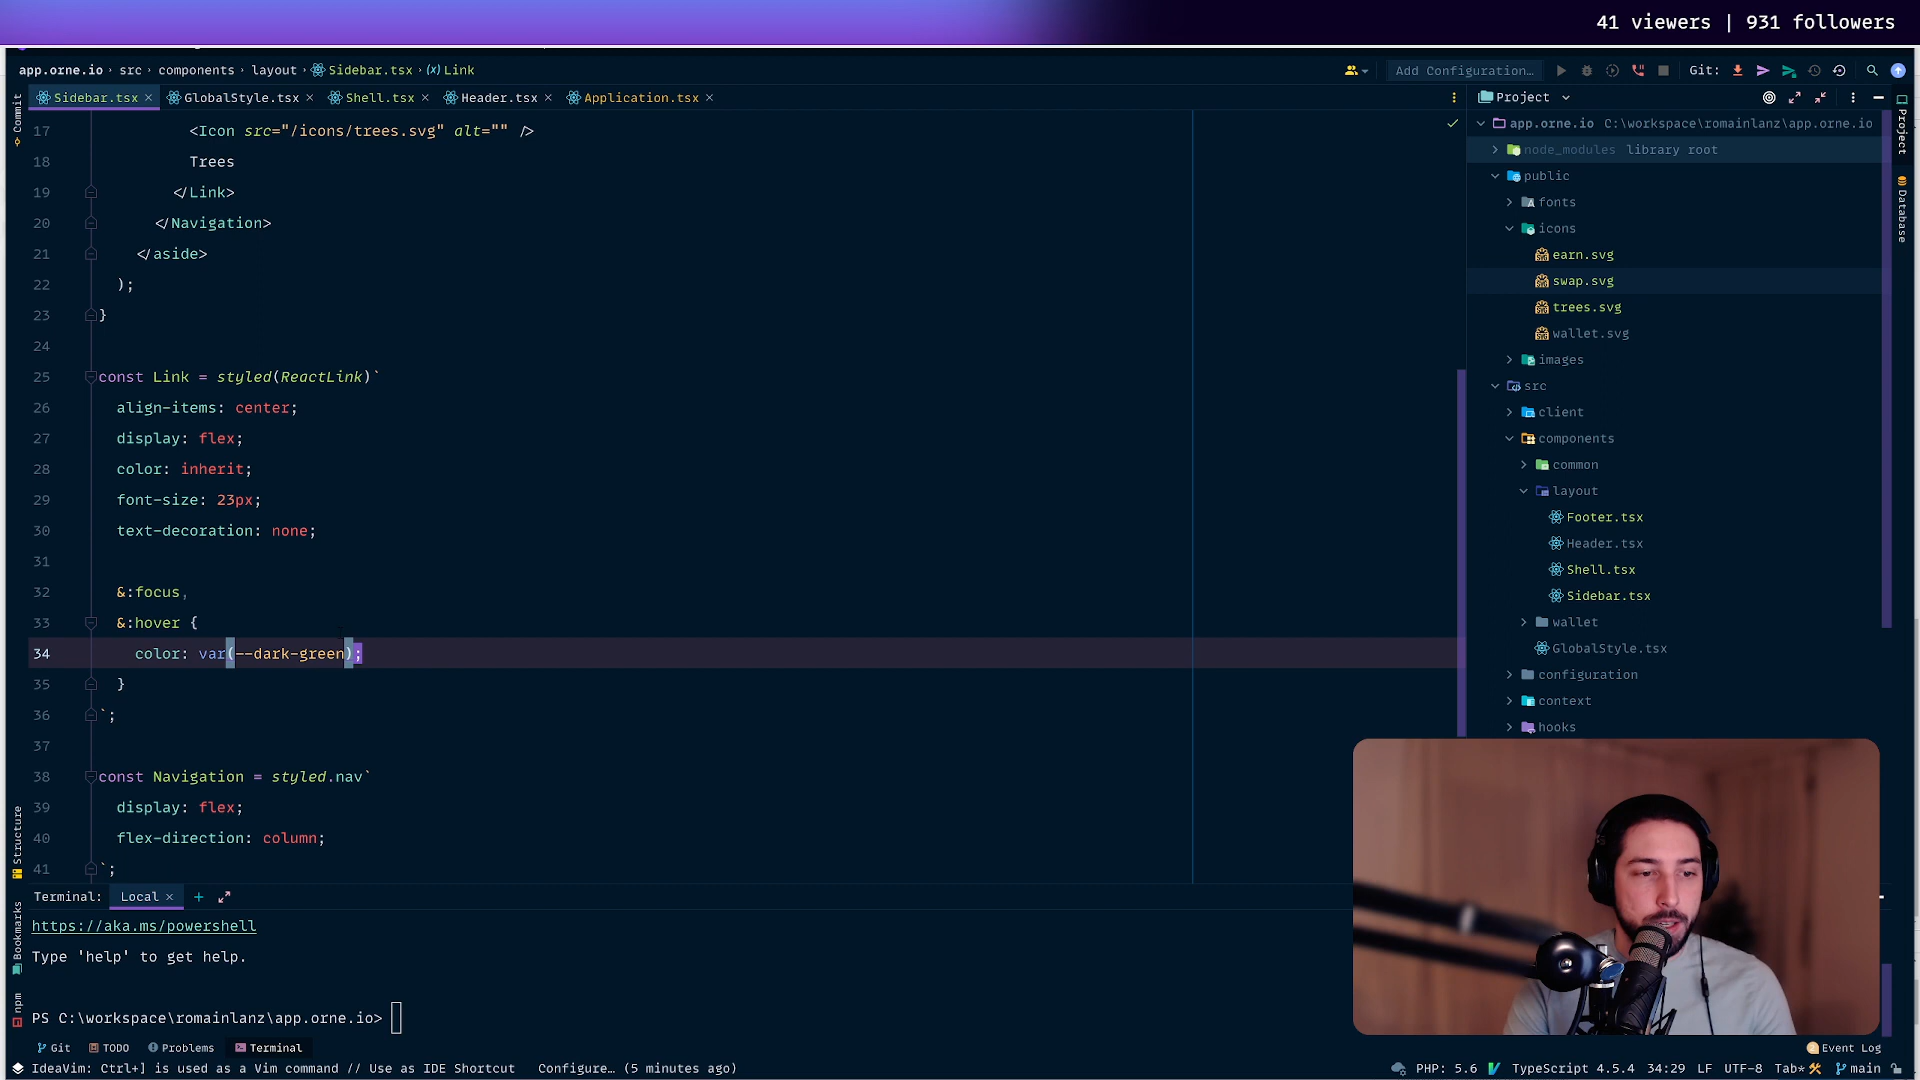 41 viewers | 931 followers
app.orne.io › src › components › layout › Sidebar.tsx › (x) Link
Add Configuration…
Git:
Sidebar.tsx
GlobalStyle.tsx
Shell.tsx
Header.tsx
Application.tsx
Project
Commit
Structure
Bookmarks
npm
Project
Database
17 <Icon src="/icons/trees.svg" alt="" />
18 Trees
19 </Link>
20 </Navigation>
21 </aside>
22 );
23 }
24
25 const Link = styled(ReactLink)`
26 align-items: center;
27 display: flex;
28 color: inherit;
29 font-size: 23px;
30 text-decoration: none;
31
32 &:focus,
33 &:hover {
34 color: var(--dark-green);
35 }
36 `;
37
38 const Navigation = styled.nav`
39 display: flex;
40 flex-direction: column;
41 `;
app.orne.io C:\workspace\romainlanz\app.orne.io
node_modules library root
public
fonts
icons
earn.svg
swap.svg
trees.svg
wallet.svg
images
src
client
components
common
layout
Footer.tsx
Header.tsx
Shell.tsx
Sidebar.tsx
wallet
GlobalStyle.tsx
configuration
context
hooks
Terminal: Local
https://aka.ms/powershell
Type 'help' to get help.
PS C:\workspace\romainlanz\app.orne.io>
Git TODO Problems Terminal
Event Log
IdeaVim: Ctrl+] is used as a Vim command // Use as IDE Shortcut Configure… (5 minutes ago)
PHP: 5.6 TypeScript 4.5.4 34:29 LF UTF-8 Tab* main